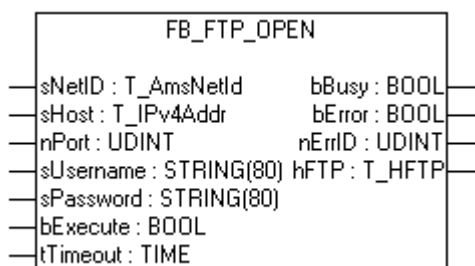 FB_FTP_OPEN
sNetID : T_AmsNetId bBusy : BOOL
sHost : T_IPv4Addr bError : BOOL
nPort : UDINT nErrID : UDINT
sUsername : STRING(80) hFTP : T_HFTP
sPassword : STRING(80)
bExecute : BOOL
tTimeout : TIME